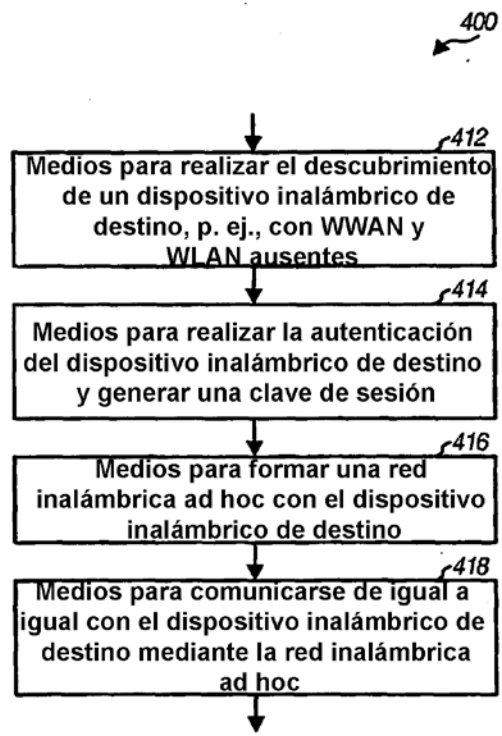 400
412
Medios para realizar el descubrimiento
de un dispositivo inalámbrico de
destino, p. ej., con WWAN y
WLAN ausentes
414
Medios para realizar la autenticación
del dispositivo inalámbrico de destino
y generar una clave de sesión
416
Medios para formar una red
inalámbrica ad hoc con el dispositivo
inalámbrico de destino
418
Medios para comunicarse de igual a
igual con el dispositivo inalámbrico de
destino mediante la red inalámbrica
ad hoc